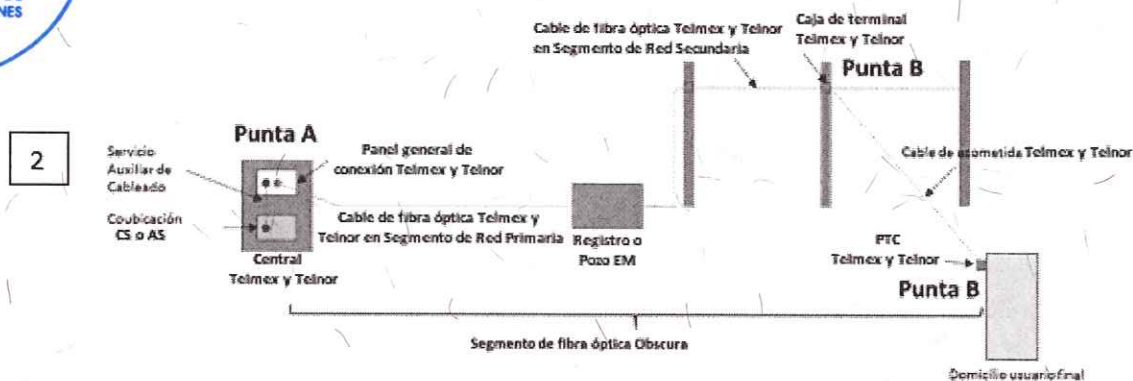 NES
Cable de fibra óptica Telmex y Telnor
en Segmento de Red Secundaria
Caja de terminal
Telmex y Telnor
Punta B
2
Punta A
Servicio
Auxiliar de
Cableado
Panel general de
conexión Telmex y Telnor
Cable de acometida Telmex y Telnor
Coubicación
CS o AS
Cable de fibra óptica Telmex y
Telnor en Segmento de Red Primaria
Registro o
Pozo EM
Central
Telmex y Telnor
PTC
Telmex y Telnor
Punta B
Segmento de fibra óptica Obscura
Domicilio usuario final